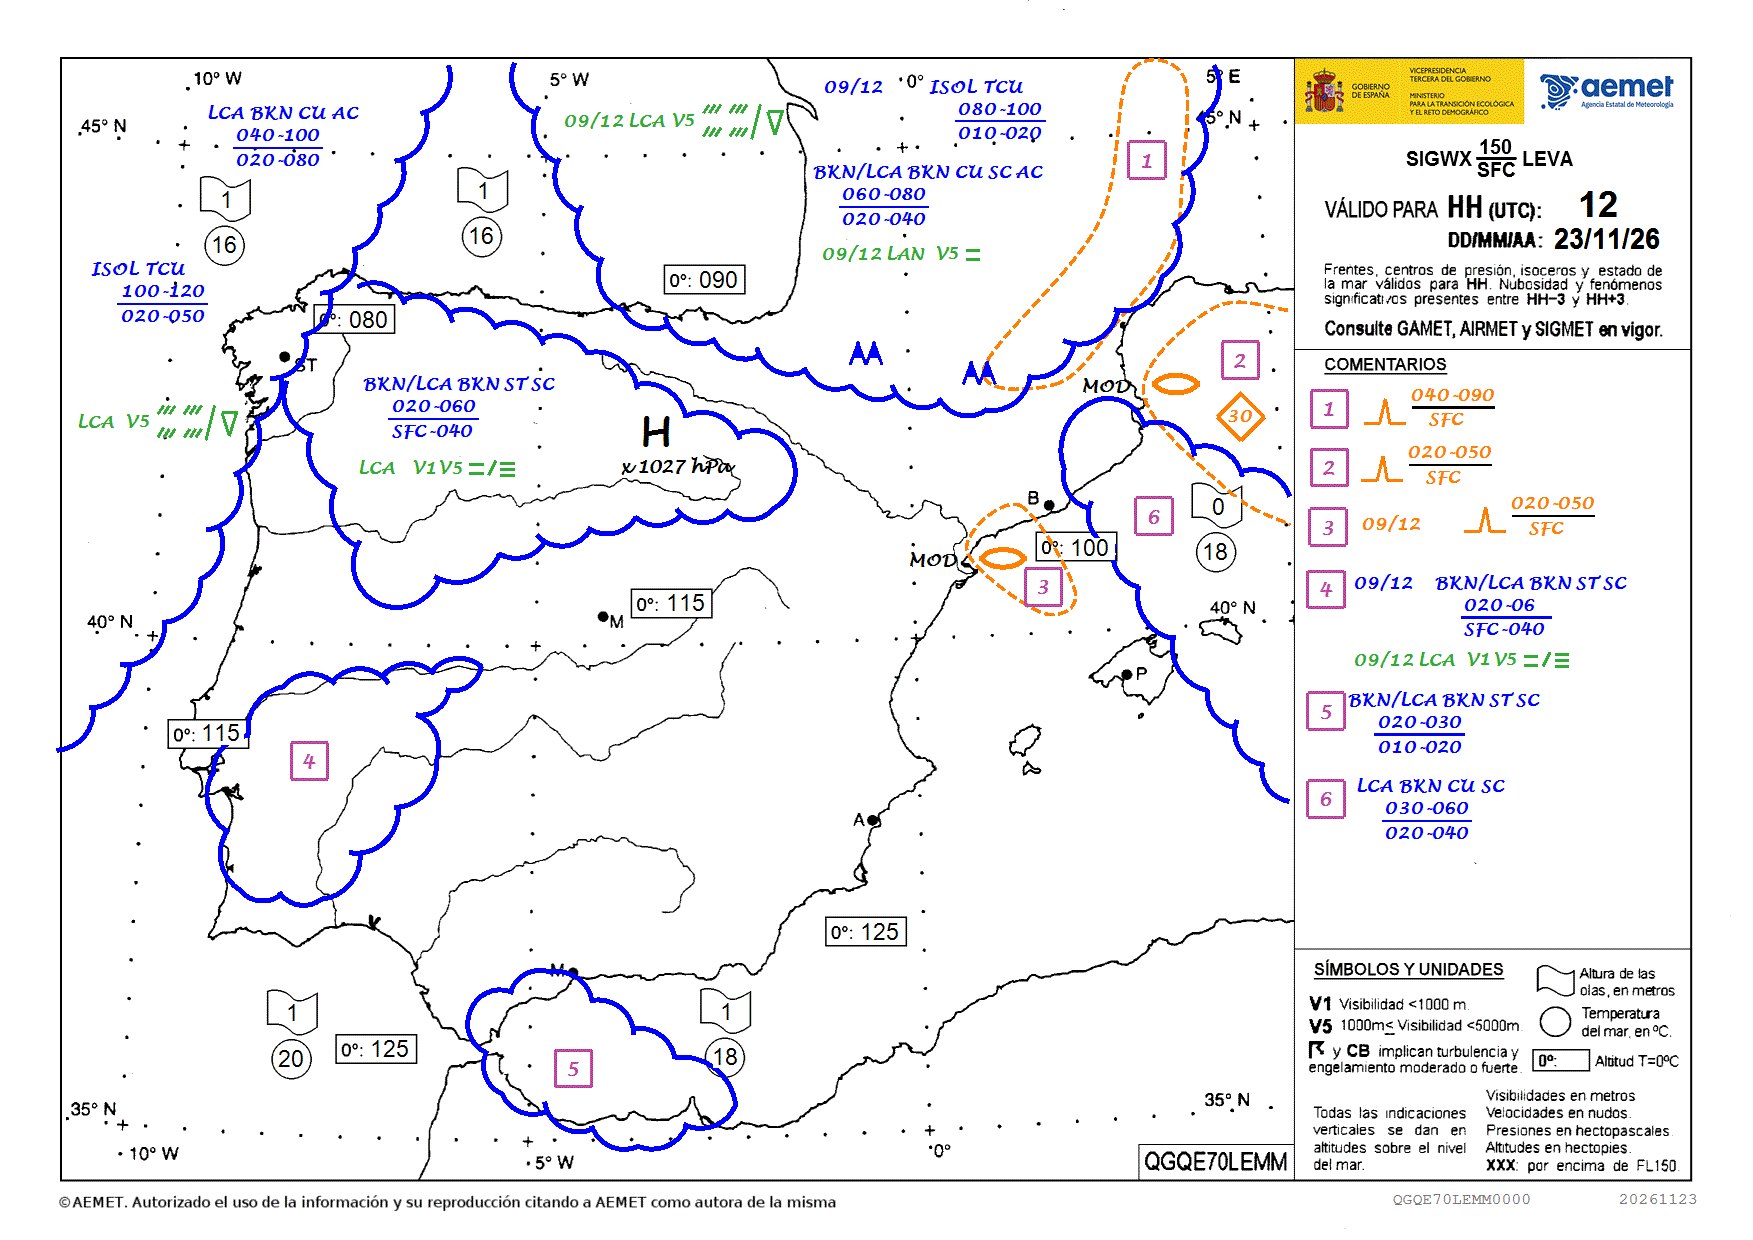 10° W
5° W
0°
5° E
45° N
5° N
LCA BKN CU AC
040-100
020-080
1
16
1
16
09/12 LCA V5
09/12
ISOL TCU
080-100
010-020
BKN/LCA BKN CU SC AC
060-080
020-040
09/12 LAN V5
1
ISOL TCU
100-120
020-050
0º: 090
0º: 080
ST
2
30
MOD
LCA V5
BKN/LCA BKN ST SC
020-060
SFC-040
LCA V1V5
H
x 1027 hPa
B
6
0
18
0º: 100
MOD
3
0º: 115
M
40° N
40° N
P
0º: 115
4
A
0º: 125
M
1
20
0º: 125
1
18
5
35° N
35° N
10° W
5° W
0°
QGQE70LEMM
GOBIERNO
DE ESPAÑA
VICEPRESIDENCIA
TERCERA DEL GOBIERNO
MINISTERIO
PARA LA TRANSICIÓN ECOLÓGICA
Y EL RETO DEMOGRÁFICO
aemet
Agencia Estatal de Meteorología
SIGWX 150 LEVA
SFC
VÁLIDO PARA HH (UTC): 12
DD/MM/AA: 23/11/26
Frentes, centros de presión, isoceros y estado de
la mar válidos para HH. Nubosidad y fenómenos
significativos presentes entre HH-3 y HH+3.
Consulte GAMET, AIRMET y SIGMET en vigor.
COMENTARIOS
1 040-090
SFC
2 020-050
SFC
3 09/12 020-050
SFC
4 09/12 BKN/LCA BKN ST SC
020-06
SFC-040
09/12 LCA V1V5
5 BKN/LCA BKN ST SC
020-030
010-020
6 LCA BKN CU SC
030-060
020-040
SÍMBOLOS Y UNIDADES
V1 Visibilidad <1000 m.
V5 1000m≤ Visibilidad <5000m.
y CB implican turbulencia y
engelamiento moderado o fuerte.
Altura de las
olas, en metros
Temperatura
del mar, en ºC.
0º: Altitud T=0ºC
Todas las indicaciones
verticales se dan en
altitudes sobre el nivel
del mar.
Visibilidades en metros
Velocidades en nudos.
Presiones en hectopascales.
Altitudes en hectopies.
XXX: por encima de FL150.
©AEMET. Autorizado el uso de la información y su reproducción citando a AEMET como autora de la misma
QGQE70LEMM0000 20261123